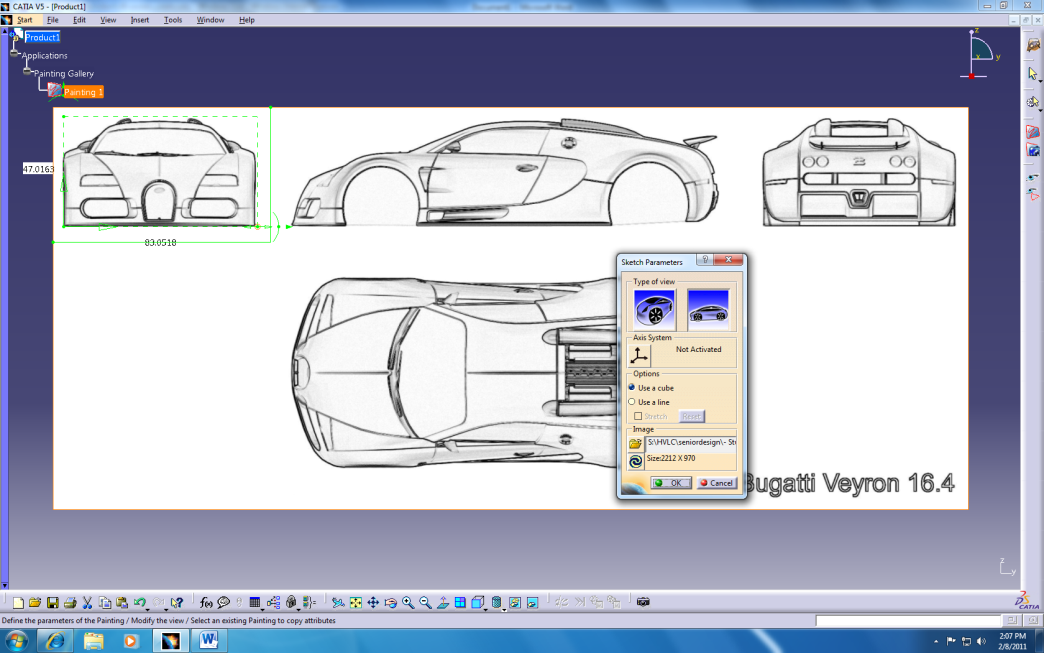 CATIA V5 - [Product1]
Start File Edit View Insert Tools Window Help
Product1
Applications
Painting Gallery
Painting 1
z
x
y
47.0163
83.0518
Sketch Parameters
Type of view
Axis System
Not Activated
Options
Use a cube
Use a line
Stretch Reset
Image
S:\HVLC\seniordesign\- St
Size:2212 X 970
OK Cancel
Bugatti Veyron 16.4
z
y
f(x)
CATIA
Define the parameters of the Painting / Modify the view / Select an existing Painting to copy attributes
2:07 PM
2/8/2011